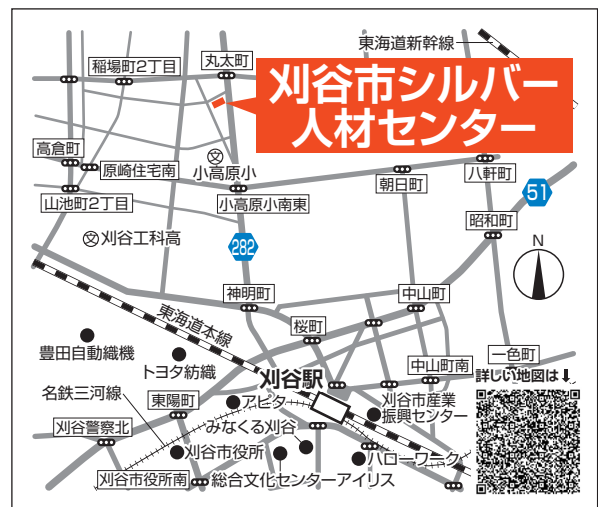 東海道新幹線
丸太町
稲場町2丁目
刈谷市シルバー
人材センター
高倉町
原崎住宅南
小高原小
文
朝日町
八軒町
山池町2丁目
小高原小南東
51
昭和町
文
刈谷工科高
282
N
神明町
中山町
東海道本線
桜町
豊田自動織機
トヨタ紡織
刈谷駅
中山町南
一色町
詳しい地図は⬇
名鉄三河線
東陽町
アピタ
刈谷市産業
振興センター
みなくる刈谷
刈谷警察北
刈谷市役所
ハローワーク
刈谷市役所南
総合文化センターアイリス